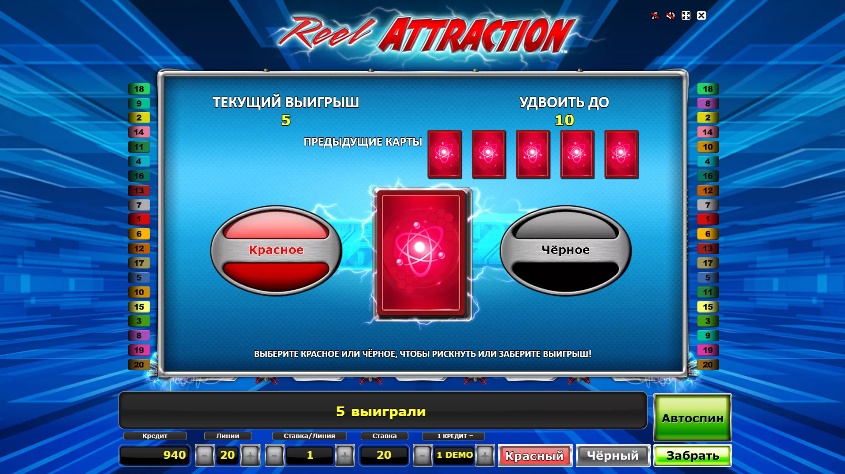 Reel ATTRACTION
ТЕКУЩИЙ ВЫИГРЫШ
5
УДВОИТЬ ДО
10
ПРЕДЫДУЩИЕ КАРТЫ
18 18
9 8
2 2
14 14
11 10
4 4
16 16
13 13
7 7
1 1
6 6
12 12
17 17
5 5
10 11
15 15
3 3
8 9
19 19
20 20
Красное
Чёрное
ВЫБЕРИТЕ КРАСНОЕ ИЛИ ЧЁРНОЕ, ЧТОБЫ РИСКНУТЬ ИЛИ ЗАБЕРИТЕ ВЫИГРЫШ!
5 выиграли
Автоспин
Кредит Линии Ставка/Линия Ставка 1 КРЕДИТ =
940 - 20 + - 1 + 20 - 1 DEMO + Красный Чёрный Забрать